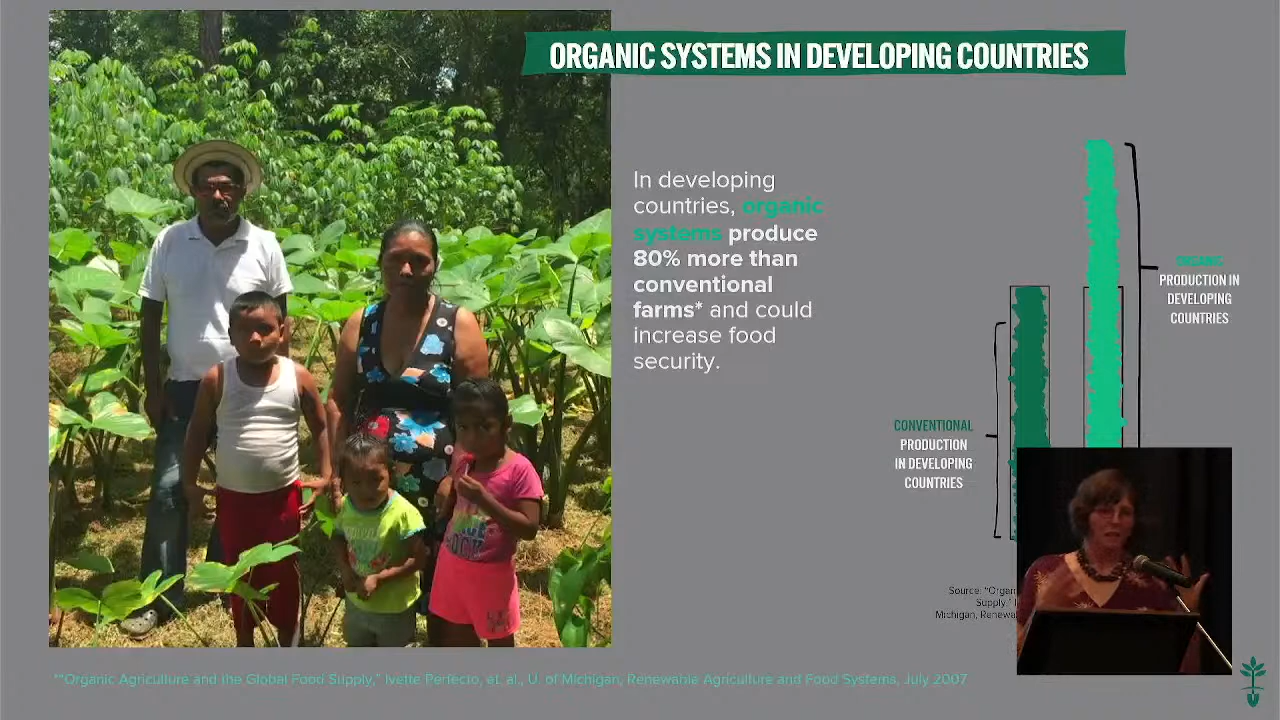 ORGANIC SYSTEMS IN DEVELOPING COUNTRIES
In developing
countries, organic
systems produce
80% more than
conventional
farms* and could
increase food
security.
ORGANIC
PRODUCTION IN
DEVELOPING
COUNTRIES
CONVENTIONAL
PRODUCTION
IN DEVELOPING
COUNTRIES
Source: "Organ
Supply,"
Michigan, Renewa
*"Organic Agriculture and the Global Food Supply," Ivette Perfecto, et. al., U. of Michigan, Renewable Agriculture and Food Systems, July 2007